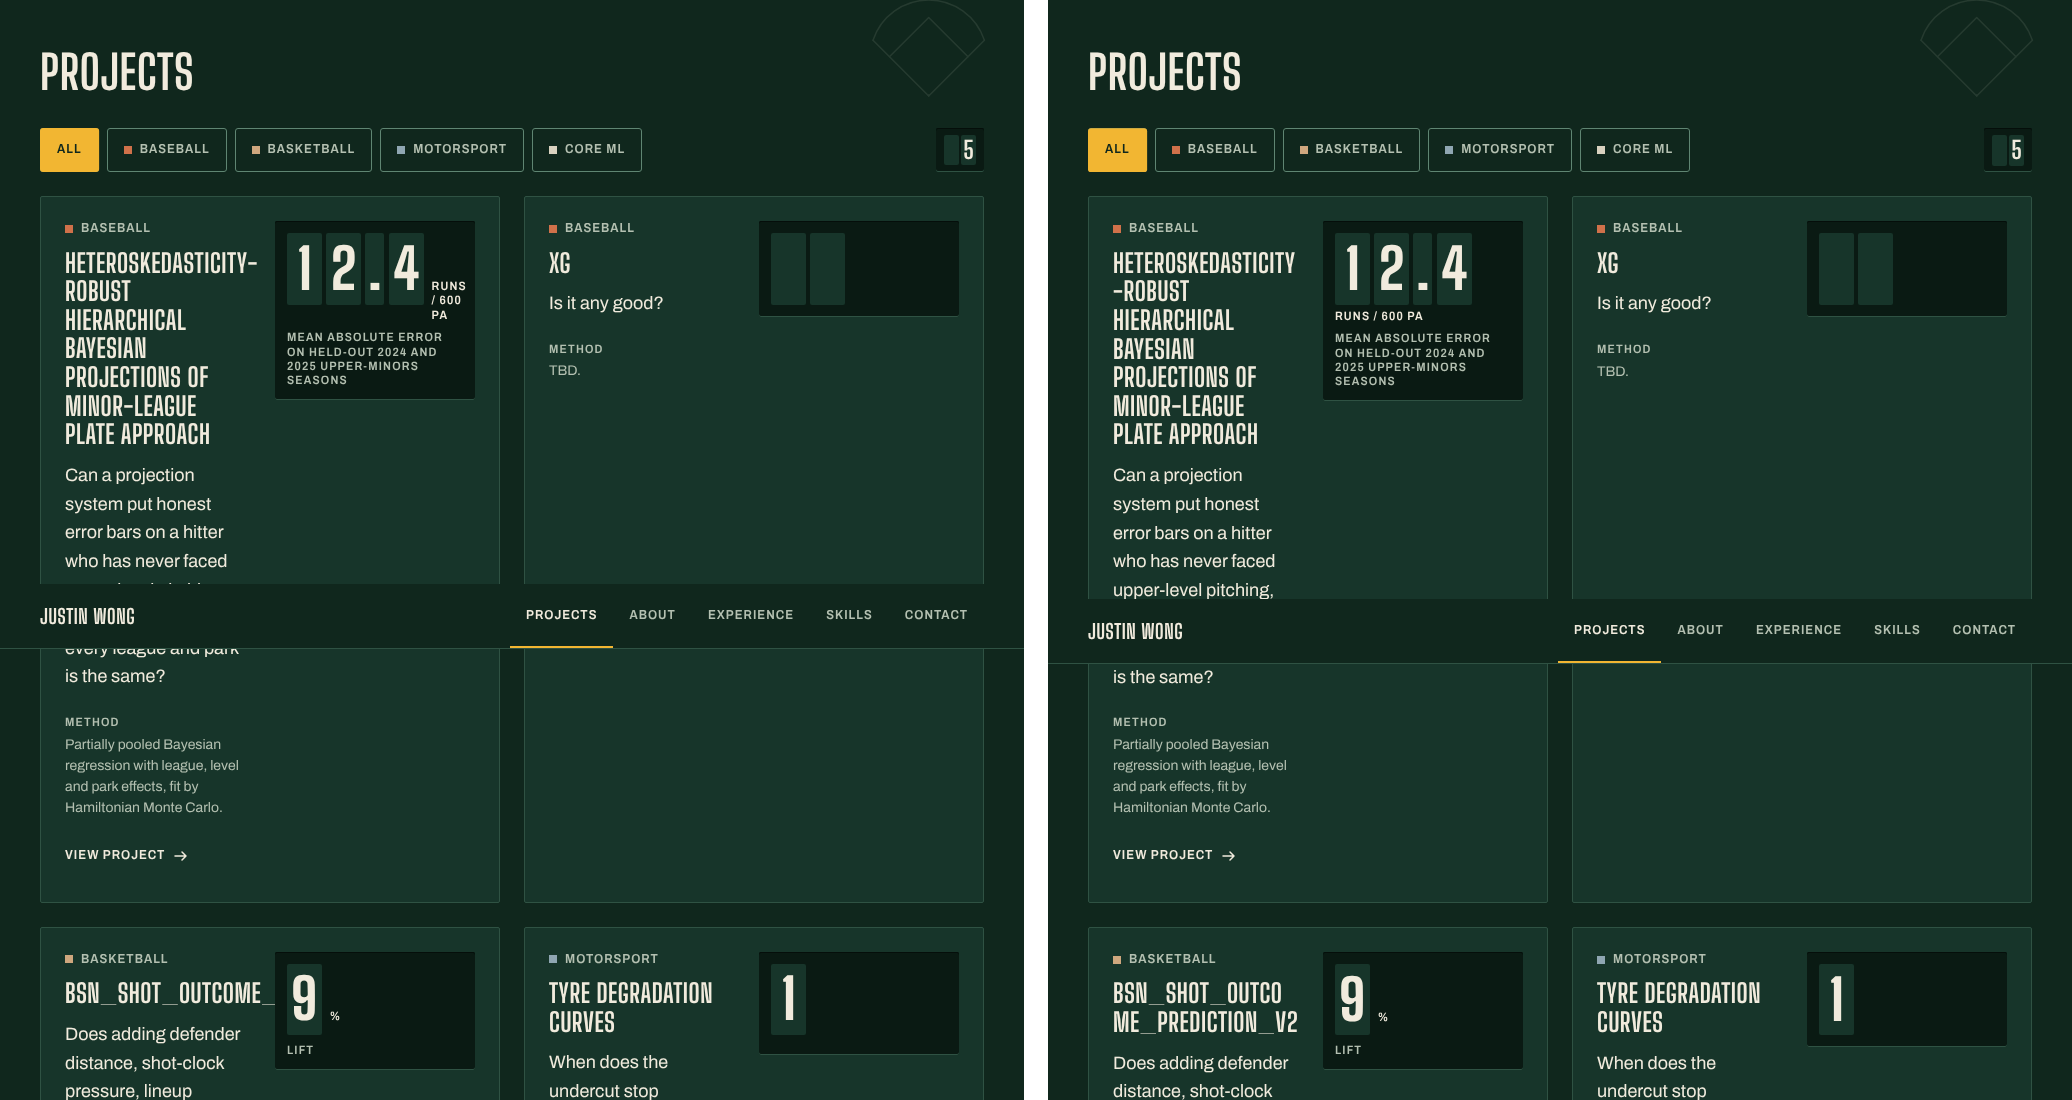 PROJECTS
ALL
BASEBALL
BASKETBALL
MOTORSPORT
CORE ML
5
BASEBALL
HETEROSKEDASTICITY-
ROBUST
HIERARCHICAL
BAYESIAN
PROJECTIONS OF
MINOR-LEAGUE
PLATE APPROACH
12.4
RUNS
/ 600
PA
MEAN ABSOLUTE ERROR
ON HELD-OUT 2024 AND
2025 UPPER-MINORS
SEASONS
Can a projection
system put honest
error bars on a hitter
who has never faced
BASEBALL
XG
Is it any good?
METHOD
TBD.
JUSTIN WONG
PROJECTS
ABOUT
EXPERIENCE
SKILLS
CONTACT
every league and park
is the same?
METHOD
Partially pooled Bayesian
regression with league, level
and park effects, fit by
Hamiltonian Monte Carlo.
VIEW PROJECT →
BASKETBALL
BSN_SHOT_OUTCOME_
9 %
LIFT
Does adding defender
distance, shot-clock
pressure, lineup
MOTORSPORT
TYRE DEGRADATION
CURVES
1
When does the
undercut stop
PROJECTS
ALL
BASEBALL
BASKETBALL
MOTORSPORT
CORE ML
5
BASEBALL
HETEROSKEDASTICITY
-ROBUST
HIERARCHICAL
BAYESIAN
PROJECTIONS OF
MINOR-LEAGUE
PLATE APPROACH
12.4
RUNS / 600 PA
MEAN ABSOLUTE ERROR
ON HELD-OUT 2024 AND
2025 UPPER-MINORS
SEASONS
Can a projection
system put honest
error bars on a hitter
who has never faced
upper-level pitching,
BASEBALL
XG
Is it any good?
METHOD
TBD.
JUSTIN WONG
PROJECTS
ABOUT
EXPERIENCE
SKILLS
CONTACT
is the same?
METHOD
Partially pooled Bayesian
regression with league, level
and park effects, fit by
Hamiltonian Monte Carlo.
VIEW PROJECT →
BASKETBALL
BSN_SHOT_OUTCO
ME_PREDICTION_V2
9 %
LIFT
Does adding defender
distance, shot-clock
MOTORSPORT
TYRE DEGRADATION
CURVES
1
When does the
undercut stop